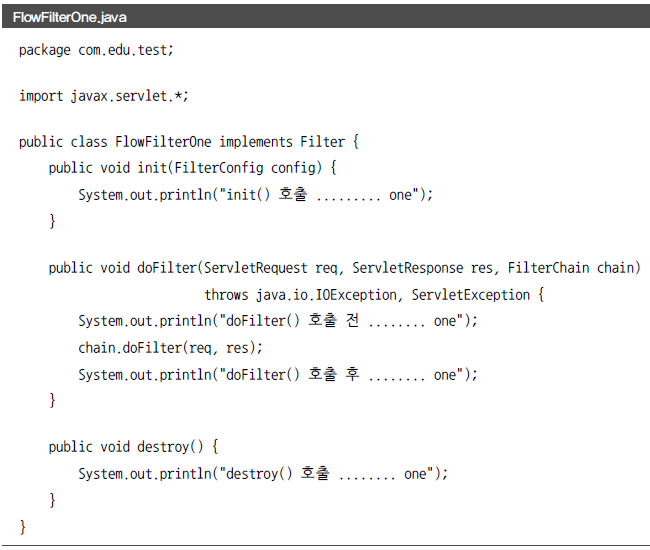 FlowFilterOne.java
package com.edu.test;
import javax.servlet.*;
public class FlowFilterOne implements Filter {
public void init(FilterConfig config) {
System.out.println("init() 호출 ......... one");
}
public void doFilter(ServletRequest req, ServletResponse res, FilterChain chain)
throws java.io.IOException, ServletException {
System.out.println("doFilter() 호출 전 ........ one");
chain.doFilter(req, res);
System.out.println("doFilter() 호출 후 ........ one");
}
public void destroy() {
System.out.println("destroy() 호출 ........ one");
}
}